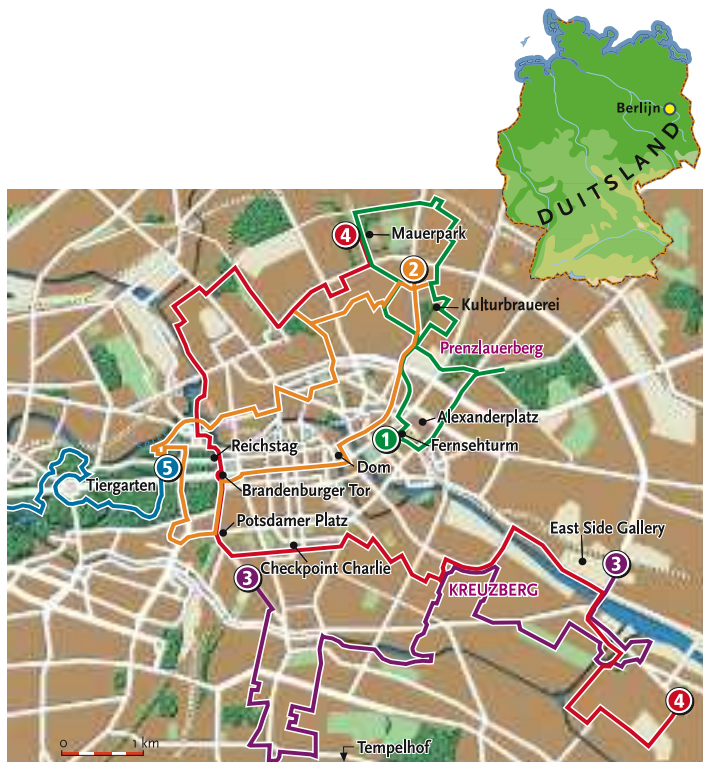 Berlijn
DUITSLAND
4
Mauerpark
2
Kulturbrauerei
Prenzlauerberg
Alexanderplatz
1
Fernsehturm
Reichstag
Dom
5
Tiergarten
Brandenburger Tor
Potsdamer Platz
East Side Gallery
Checkpoint Charlie
3
3
KREUZBERG
4
0
1 km
Tempelhof